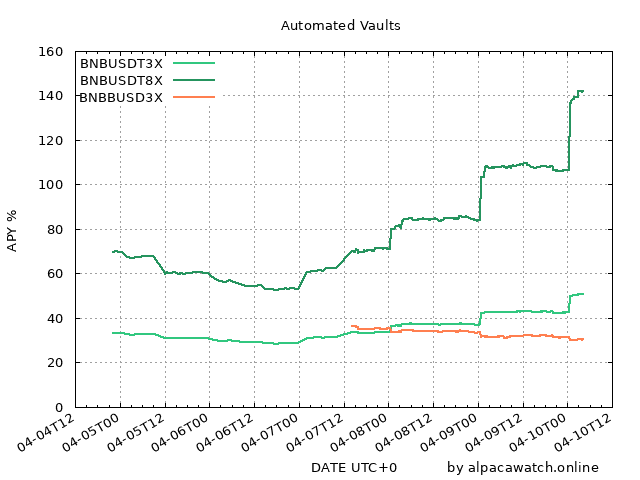 Automated Vaults
160
140
120
100
80
60
40
20
0
APY %
BNBUSDT3X
BNBUSDT8X
BNBBUSD3X
04-04T12
04-05T00
04-05T12
04-06T00
04-06T12
04-07T00
04-07T12
04-08T00
04-08T12
04-09T00
04-09T12
04-10T00
04-10T12
DATE UTC+0
by alpacawatch.online